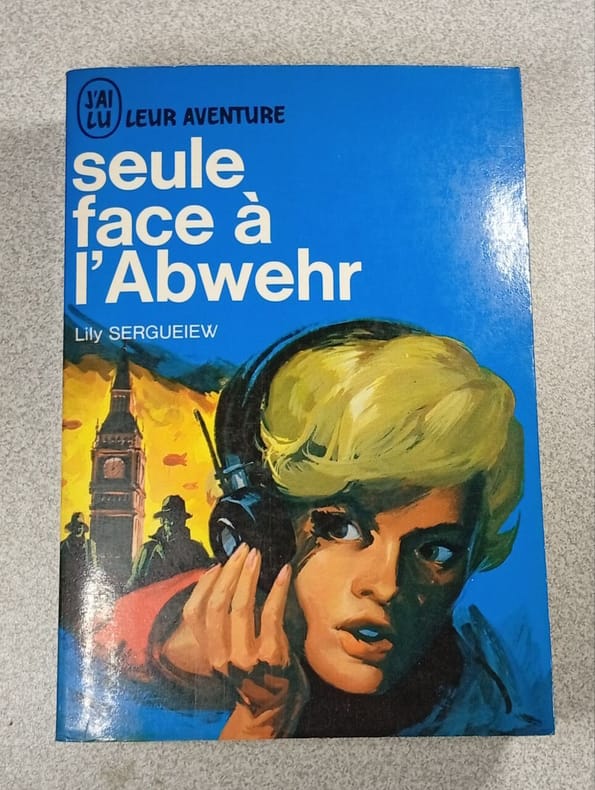 J'AI
LU
LEUR AVENTURE
seule
face à
l'Abwehr
Lily SERGUEIEW